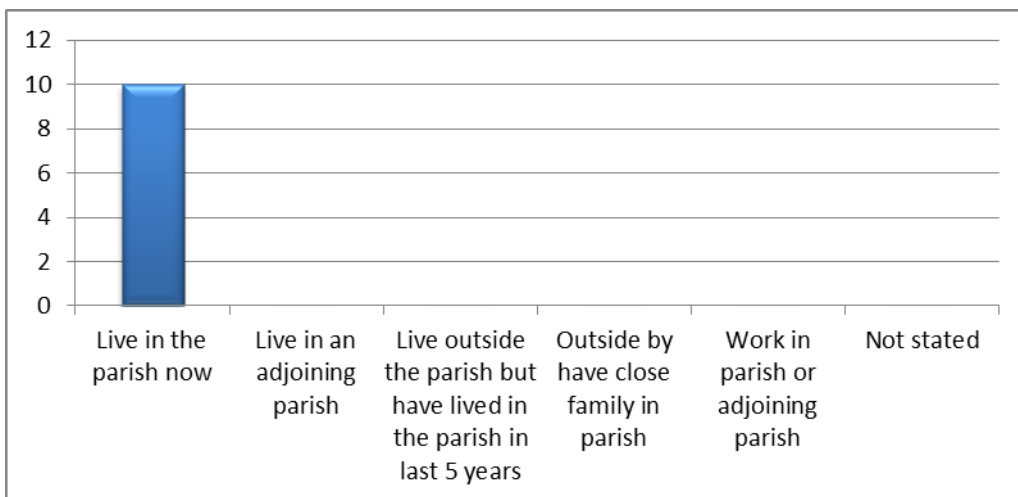 12
10
8
6
4
2
0
Live in the
parish now
Live in an
adjoining
parish
Live outside
the parish but
have lived in
the parish in
last 5 years
Outside by
have close
family in
parish
Work in
parish or
adjoining
parish
Not stated